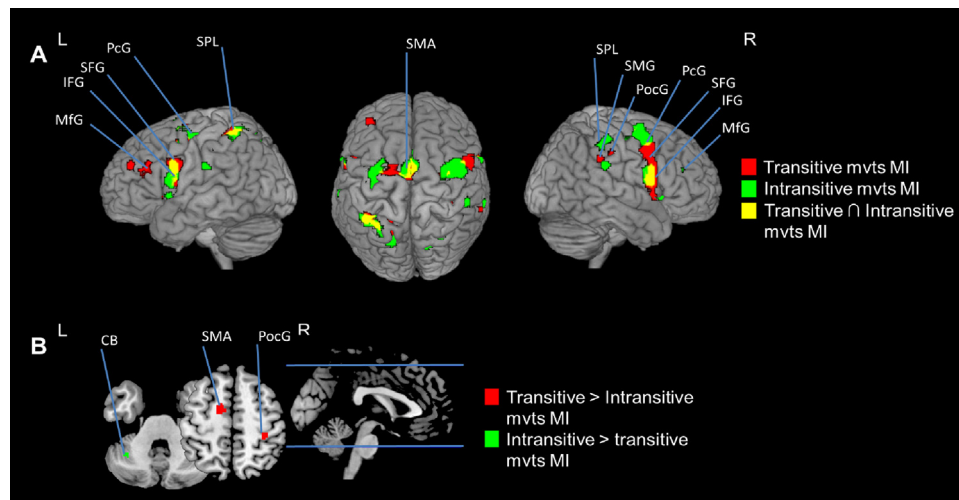 A
L
PcG
SFG
IFG
MfG
SPL
SMA
R
SPL
SMG
PocG
PcG
SFG
IFG
MfG
Transitive mvts MI
Intransitive mvts MI
Transitive ∩ Intransitive
mvts MI
B
L
CB
SMA
PocG
R
Transitive > Intransitive
mvts MI
Intransitive > transitive
mvts MI